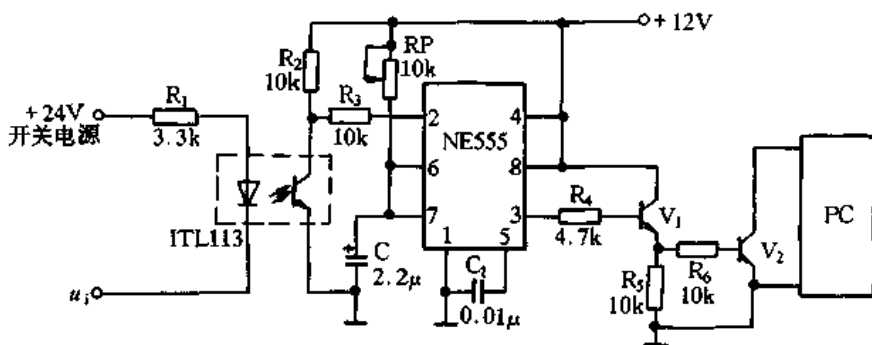 +12V
R2
10k
RP
10k
+24V
开关电源
R1
3.3k
R3
10k
2
4
NE555
6
8
7
3
1
5
ITL113
C
2.2μ
C1
0.01μ
R4
4.7k
V1
R5
10k
R6
10k
V2
PC
ui